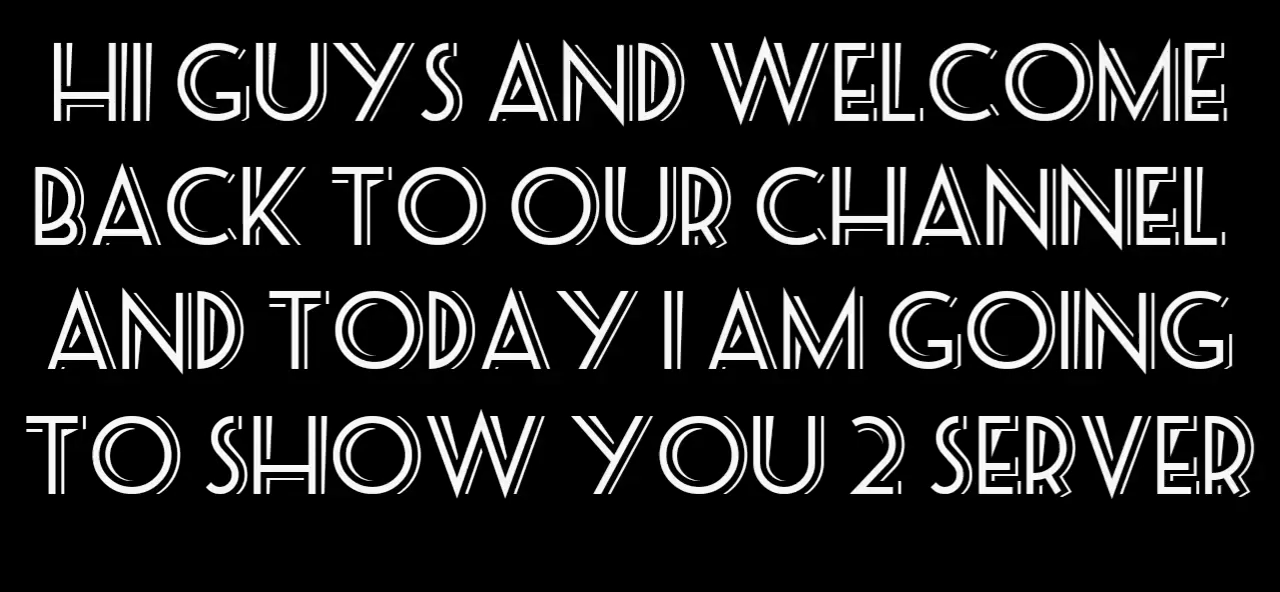 HI GUYS AND WELCOME
BACK TO OUR CHANNEL
AND TODAY I AM GOING
TO SHOW YOU 2 SERVER